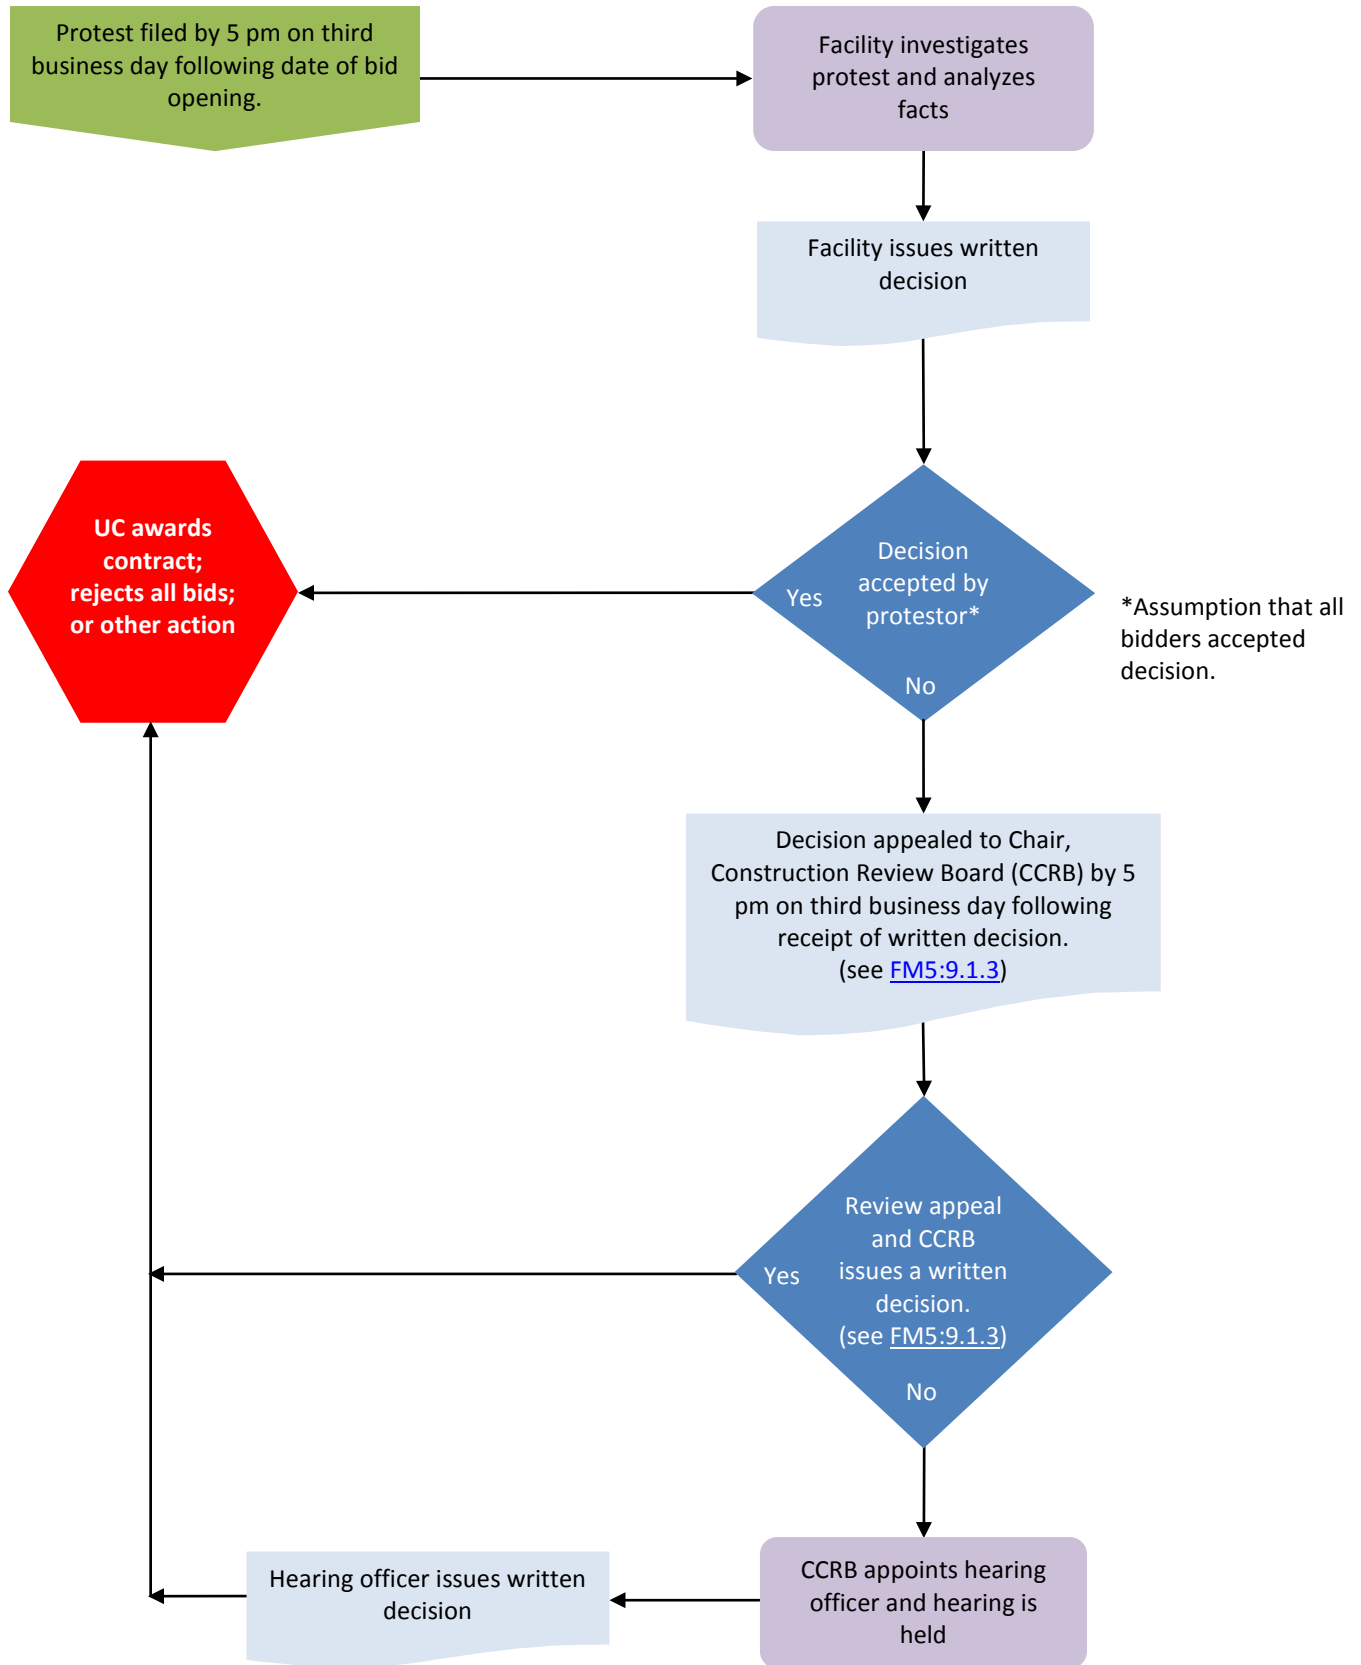 Protest filed by 5 pm on third
business day following date of bid
opening.
Facility investigates
protest and analyzes
facts
Facility issues written
decision
UC awards
contract;
rejects all bids;
or other action
Yes
Decision
accepted by
protestor*
No
*Assumption that all
bidders accepted
decision.
Decision appealed to Chair,
Construction Review Board (CCRB) by 5
pm on third business day following
receipt of written decision.
(see FM5:9.1.3)
Yes
Review appeal
and CCRB
issues a written
decision.
(see FM5:9.1.3)
No
Hearing officer issues written
decision
CCRB appoints hearing
officer and hearing is
held